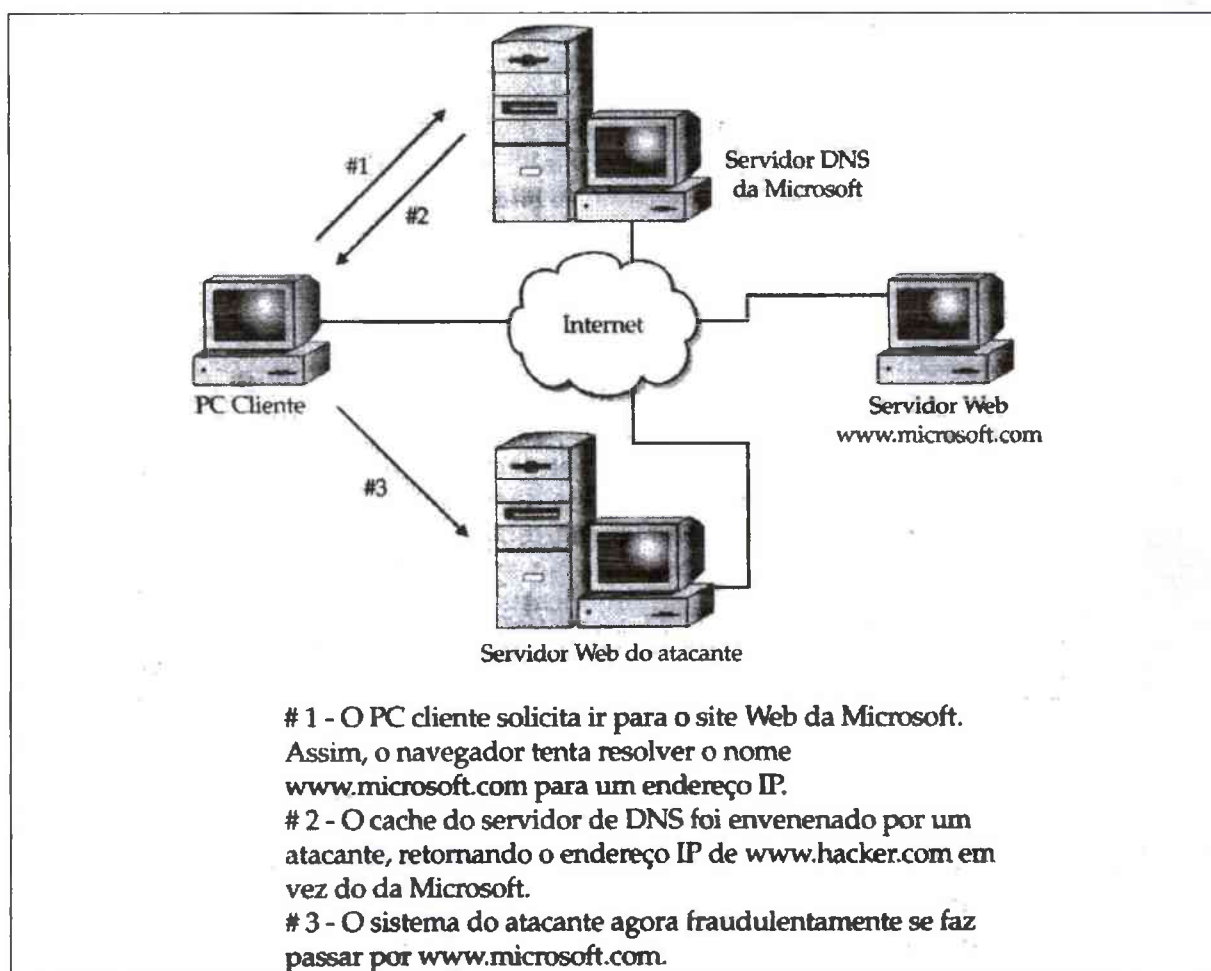 #1
#2
Servidor DNS
da Microsoft
Internet
PC Cliente
Servidor Web
www.microsoft.com
#3
Servidor Web do atacante
# 1 - O PC cliente solicita ir para o site Web da Microsoft.
Assim, o navegador tenta resolver o nome
www.microsoft.com para um endereço IP.
# 2 - O cache do servidor de DNS foi envenenado por um
atacante, retornando o endereço IP de www.hacker.com em
vez do da Microsoft.
# 3 - O sistema do atacante agora fraudulentamente se faz
passar por www.microsoft.com.